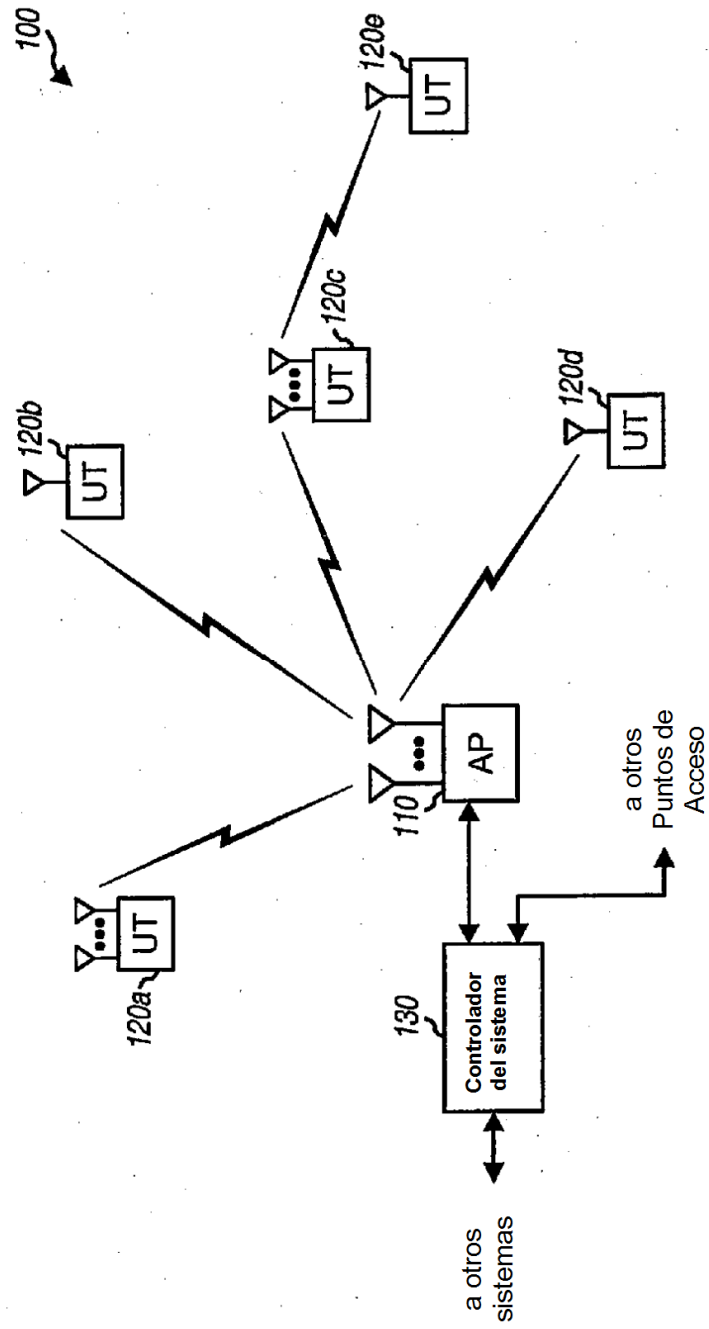 100
120b
UT
120e
UT
120a
UT
120c
UT
110
AP
120d
UT
130
Controlador
del sistema
a otros
sistemas
a otros
Puntos de
Acceso